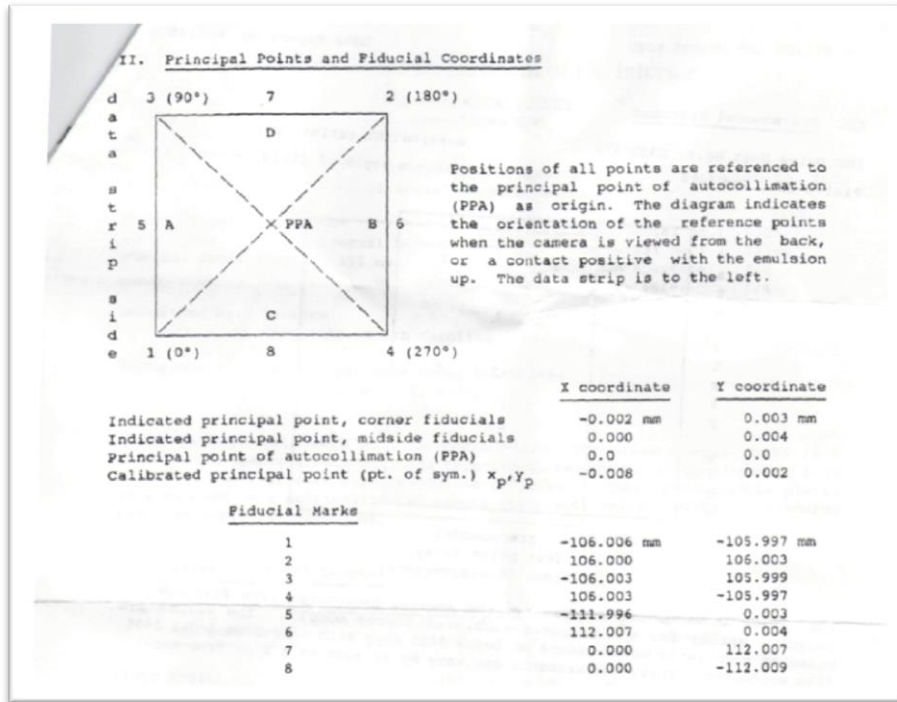 II. Principal Points and Fiducial Coordinates
data strip side
3 (90°) 7 2 (180°)
D
5 A PPA B 6
C
1 (0°) 8 4 (270°)
Positions of all points are referenced to
the principal point of autocollimation
(PPA) as origin. The diagram indicates
the orientation of the reference points
when the camera is viewed from the back,
or a contact positive with the emulsion
up. The data strip is to the left.
X coordinate Y coordinate
Indicated principal point, corner fiducials -0.002 mm 0.003 mm
Indicated principal point, midside fiducials 0.000 0.004
Principal point of autocollimation (PPA) 0.0 0.0
Calibrated principal point (pt. of sym.) xp,Yp -0.008 0.002
Fiducial Marks
1 -106.006 mm -105.997 mm
2 106.000 106.003
3 -106.003 105.999
4 106.003 -105.997
5 -111.996 0.003
6 112.007 0.004
7 0.000 112.007
8 0.000 -112.009